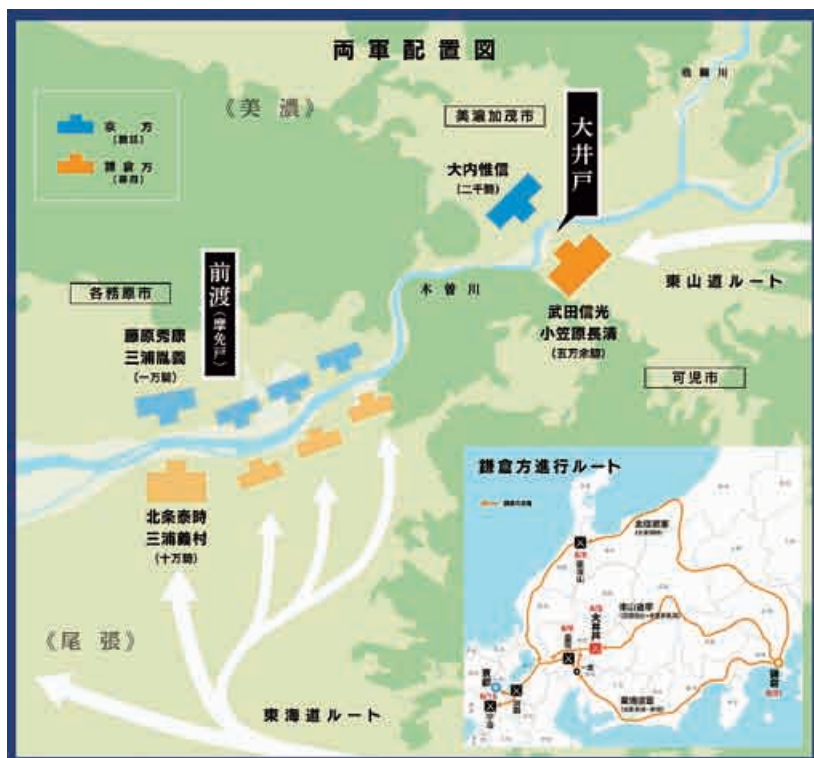 両軍配置図
《美濃》
京方
鎌倉方
美濃加茂市
大井戸
大内惟信
(二千騎)
飛騨川
前渡(摩免戸)
各務原市
藤原秀康
三浦胤義
(一万騎)
木曽川
武田信光
小笠原長清
(五万余騎)
東山道ルート
可児市
北条泰時
三浦義村
(十万騎)
《尾張》
東海道ルート
鎌倉方進行ルート
北陸道軍
東山道軍
大井戸
東海道軍
鎌倉
京都